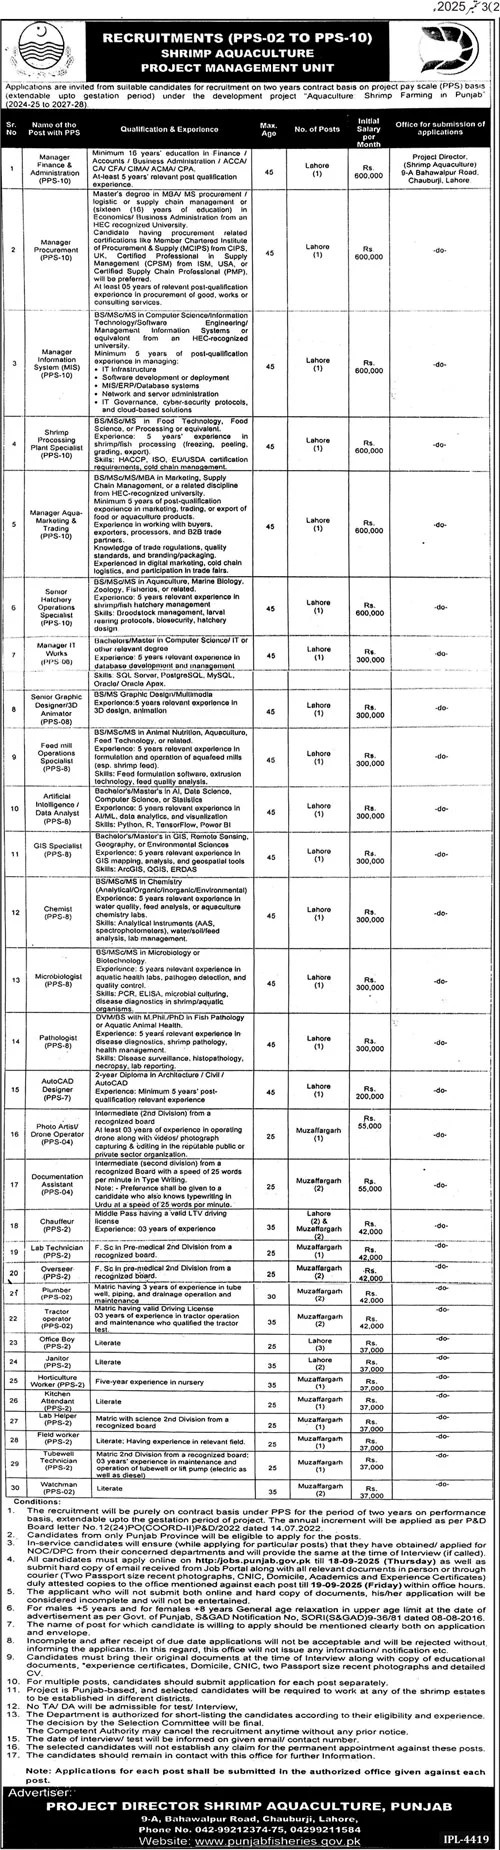 ,2025 3(2
RECRUITMENTS (PPS-02 TO PPS-10)
SHRIMP AQUACULTURE
PROJECT MANAGEMENT UNIT
Applications are invited from suitable candidates for recruitment on two years contract basis on project pay scale (PPS) basis
(extendable upto gestation period) under the development project "Aquaculture Shrimp Farming in Punjab"
(2024-25 to 2027-28).
Sr. No | Name of the Post with PPS | Qualification & Experience | Max. Age | No. of Posts | Initial Salary per Month | Office for submission of applications
1 | Manager Finance & Administration (PPS-10) | Minimum 16 years' education in Finance / Accounts / Business Administration / ACCA/ CA/ CFA/ CIMA/ ACMA/ CPA. At-least 5 years' relevant post qualification experience. | 45 | Lahore (1) | Rs. 600,000 | Project Director, (Shrimp Aquaculture) 9-A Bahawalpur Road, Chauburji, Lahore.
2 | Manager Procurement (PPS-10) | Master's degree in MBA/ MS procurement / logistic or supply chain management or (sixteen (16) years of education) in Economics/ Business Administration from an HEC recognized University.
Candidate having procurement related certifications like Member Chartered Institute of Procurement & Supply (MCIPS) from CIPS, UK, Certified Professional in Supply Management (CPSM) from ISM, USA, or Certified Supply Chain Professional (PMP), will be preferred.
At least 05 years of relevant post-qualification experience in procurement of good, works or consulting services. | 45 | Lahore (1) | Rs. 600,000 | -do-
3 | Manager Information System (MIS) (PPS-10) | BS/MSc/MS in Computer Science/Information Technology/Software Engineering/ Management Information Systems or equivalent from an HEC-recognized university.
Minimum 5 years of post-qualification experience in managing:
• IT Infrastructure
• Software development or deployment
• MIS/ERP/Database systems
• Network and server administration
• IT Governance, cyber-security protocols, and cloud-based solutions | 45 | Lahore (1) | Rs. 600,000 | -do-
4 | Shrimp Processing Plant Specialist (PPS-10) | BS/MSc/MS in Food Technology, Food Science, or Processing or equivalent.
Experience: 5 years' experience in shrimp/fish processing (freezing, peeling, grading, export).
Skills: HACCP, ISO, EU/USDA certification requirements, cold chain management. | 45 | Lahore (1) | Rs. 600,000 | -do-
5 | Manager Aqua-Marketing & Trading (PPS-10) | BS/MSc/MS/MBA in Marketing, Supply Chain Management, or a related discipline from HEC-recognized university.
Minimum 5 years of post-qualification experience in marketing, trading, or export of food or aquaculture products.
Experience in working with buyers, exporters, processors, and B2B trade partners.
Knowledge of trade regulations, quality standards, and branding/packaging.
Experienced in digital marketing, cold chain logistics, and participation in trade fairs. | 45 | Lahore (1) | Rs. 600,000 | -do-
6 | Senior Hatchery Operations Specialist (PPS-10) | BS/MSc/MS in Aquaculture, Marine Biology, Zoology, Fisheries, or related.
Experience: 5 years relevant experience in shrimp/fish hatchery management
Skills: Broodstock management, larval rearing protocols, biosecurity, hatchery design | 45 | Lahore (1) | Rs. 600,000 | -do-
7 | Manager IT (PPS-08) | Bachelors/Master in Computer Science/ IT or other relevant degree
Experience: 5 years relevant experience in database development and management
Skills: SQL Server, PostgreSQL, MySQL, Oracle/ Oracle Apex. | 45 | Lahore (1) | Rs. 300,000 | -do-
8 | Senior Graphic Designer/3D Animator (PPS-08) | BS/MS Graphic Design/Multimedia
Experience:5 years relevant experience in 3D design, animation | 45 | Lahore (1) | Rs. 300,000 | -do-
9 | Feed mill Operations Specialist (PPS-8) | BS/MSc/MS in Animal Nutrition, Aquaculture, Feed Technology, or related.
Experience: 5 years relevant experience in formulation and operation of aquafeed mills (esp. shrimp feed).
Skills: Feed formulation software, extrusion technology, feed quality analysis. | 45 | Lahore (1) | Rs. 300,000 | -do-
10 | Artificial Intelligence / Data Analyst (PPS-8) | Bachelor's/Master's in AI, Data Science, Computer Science, or Statistics
Experience: 5 years relevant experience in AI/ML, data analytics, and visualization
Skills: Python, R, TensorFlow, Power BI | 45 | Lahore (1) | Rs. 300,000 | -do-
11 | GIS Specialist (PPS-8) | Bachelor's/Master's in GIS, Remote Sensing, Geography, or Environmental Sciences
Experience: 5 years relevant experience in GIS mapping, analysis, and geospatial tools
Skills: ArcGIS, QGIS, ERDAS | 45 | Lahore (1) | Rs. 300,000 | -do-
12 | Chemist (PPS-8) | BS/MSc/MS in Chemistry (Analytical/Organic/Inorganic/Environmental)
Experience: 5 years relevant experience in water quality, feed analysis, or aquaculture chemistry labs.
Skills: Analytical instruments (AAS, spectrophotometers), water/soil/feed analysis, lab management. | 45 | Lahore (1) | Rs. 300,000 | -do-
13 | Microbiologist (PPS-8) | BS/MSc/MS in Microbiology or Biotechnology.
Experience: 5 years relevant experience in aquatic health labs, pathogen detection, and quality control.
Skills: PCR, ELISA, microbial culturing, disease diagnostics in shrimp/aquatic organisms. | 45 | Lahore (1) | Rs. 300,000 | -do-
14 | Pathologist (PPS-8) | DVM/BS with M.Phil./PhD in Fish Pathology or Aquatic Animal Health.
Experience: 5 years relevant experience in disease diagnostics, shrimp pathology, health management.
Skills: Disease surveillance, histopathology, necropsy, lab reporting. | 45 | Lahore (1) | Rs. 300,000 | -do-
15 | AutoCAD Designer (PPS-7) | 2-year Diploma in Architecture / Civil / AutoCAD
Experience: Minimum 5 years' post-qualification relevant experience | 45 | Lahore (1) | Rs. 200,000 | -do-
16 | Photo Artist/ Drone Operator (PPS-04) | Intermediate (2nd Division) from a recognized board
At least 03 years of experience in operating drone along with videos/ photograph capturing & editing in the reputable public or private sector organization. | 25 | Muzaffargarh (1) | Rs. 55,000 | -do-
17 | Documentation Assistant (PPS-04) | Intermediate (second division) from a recognized Board with a speed of 25 words per minute in Type Writing.
Note: - Preferance shall be given to a candidate who also knows typewriting in Urdu at a speed of 25 words per minute. | 25 | Muzaffargarh (2) | Rs. 55,000 | -do-
18 | Chauffeur (PPS-2) | Middle Pass having a valid LTV driving license
Experience: 03 years of experience | 35 | Lahore (2) & Muzaffargarh (2) | Rs. 42,000 | -do-
19 | Lab Technician (PPS-2) | F. Sc in Pre-medical 2nd Division from a recognized board. | 25 | Muzaffargarh (1) | Rs. 42,000 | -do-
20 | Overseer (PPS-2) | F. Sc in pre-medical 2nd Division from a recognized board. | 25 | Muzaffargarh (2) | Rs. 42,000 | -do-
21 | Plumber (PPS-02) | Matric having 3 years of experience in tube well, piping, and drainage operation and maintenance | 30 | Muzaffargarh (2) | Rs. 42,000 | -do-
22 | Tractor operator (PPS-2) | Matric having valid Driving License
03 years of experience in tractor operation and maintenance who qualified the tractor test. | 35 | Muzaffargarh (2) | Rs. 42,000 | -do-
23 | Office Boy (PPS-2) | Literate | 25 | Lahore (3) | Rs. 37,000 | -do-
24 | Janitor (PPS-2) | Literate | 35 | Lahore (2) | Rs. 37,000 | -do-
25 | Horticulture Worker (PPS-2) | Five-year experience in nursery | 35 | Muzaffargarh (1) | Rs. 37,000 | -do-
26 | Kitchen Attendant (PPS-2) | Literate | 25 | Muzaffargarh (1) | Rs. 37,000 | -do-
27 | Lab Helper (PPS-2) | Matric with science 2nd Division from a recognized board | 25 | Muzaffargarh (1) | Rs. 37,000 | -do-
28 | Field worker (PPS-2) | Literate; Having experience in relevant field. | 25 | Muzaffargarh (1) | Rs. 37,000 | -do-
29 | Tubewell Technician (PPS-2) | Matric 2nd Division from a recognized board; 03 years' experience in maintenance and operation of tubewell or lift pump (electric as well as diesel) | 25 | Muzaffargarh (1) | Rs. 37,000 | -do-
30 | Watchman (PPS-02) | Literate | 35 | Muzaffargarh (2) | Rs. 37,000 | -do-
Conditions:
1. The recruitment will be purely on contract basis under PPS for the period of two years on performance basis, extendable upto the gestation period of project. The annual increment will be applied as per P&D Board letter No.12(24)PO(COORD-II)P&D/2022 dated 14.07.2022.
2. Candidates from only Punjab Province will be eligible to apply for the posts.
3. In-service candidates will ensure (while applying for particular posts) that they have obtained/ applied for NOC/DPC from their concerned departments and will provide the same at the time of Interview (if called).
4. All candidates must apply online on http:/jobs.punjab.gov.pk till 18-09-2025 (Thursday) as well as submit hard copy of email received from Job Portal along with all relevant documents in person or through courier (Two Passport size recent photographs, CNIC, Domicile, Academics and Experience Certificates) duly attested copies to the office mentioned against each post till 19-09-2025 (Friday) within office hours.
5. The applicant who will not submit both online and hard copy of documents, his/her application will be considered incomplete and will not be entertained.
6. For males +5 years and for females +8 years General age relaxation in upper age limit at the date of advertisement as per Govt. of Punjab, S&GAD Notification No, SORI(S&GAD)9-36/81 dated 08-08-2016.
7. The name of post for which candidate is willing to apply should be mentioned clearly both on application and envelope.
8. Incomplete and after receipt of due date applications will not be acceptable and will be rejected without informing the applicants. In this regard, this office will not issue any information/ notification etc.
9. Candidates must bring their original documents at the time of Interview along with copy of educational documents, *experience certificates, Domicile, CNIC, two Passport size recent photographs and detailed CV.
10. For multiple posts, candidates should submit application for each post separately.
11. Project is Punjab-based, and selected candidates will be required to work at any of the shrimp estates to be established in different districts.
12. No TA/ DA will be admissible for test/ Interview,
13. The Department is authorized for short-listing the candidates according to their eligibility and experience. The decision by the Selection Committee will be final.
The Competent Authority may cancel the recruitment anytime without any prior notice.
15. The date of interview/ test will be informed on given email/ contact number.
16. The selected candidates will not establish any claim for the permanent appointment against these posts.
17. The candidates should remain in contact with this office for further Information.
Note: Applications for each post shall be submitted in the authorized office given against each post.
Advertiser:
PROJECT DIRECTOR SHRIMP AQUACULTURE, PUNJAB
9-A, Bahawalpur Road, Chauburji, Lahore,
Phone No. 042-99212374-75, 04299211584
Website: www.punjabfisheries.gov.pk
IPL-4419